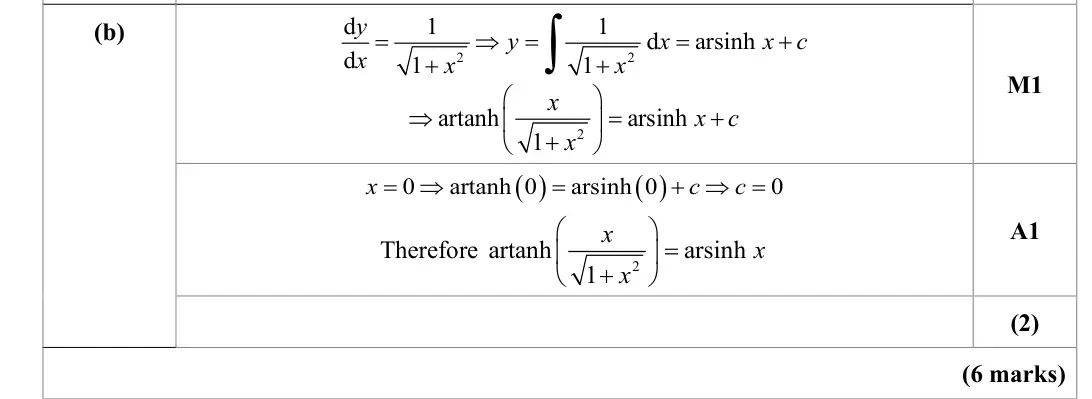 (b)
dy/dx = 1/√(1+x²) ⇒ y = ∫ 1/√(1+x²) dx = arsinh x + c
M1
⇒ artanh(x/√(1+x²)) = arsinh x + c
x = 0 ⇒ artanh(0) = arsinh(0) + c ⇒ c = 0
A1
Therefore artanh(x/√(1+x²)) = arsinh x
(2)
(6 marks)